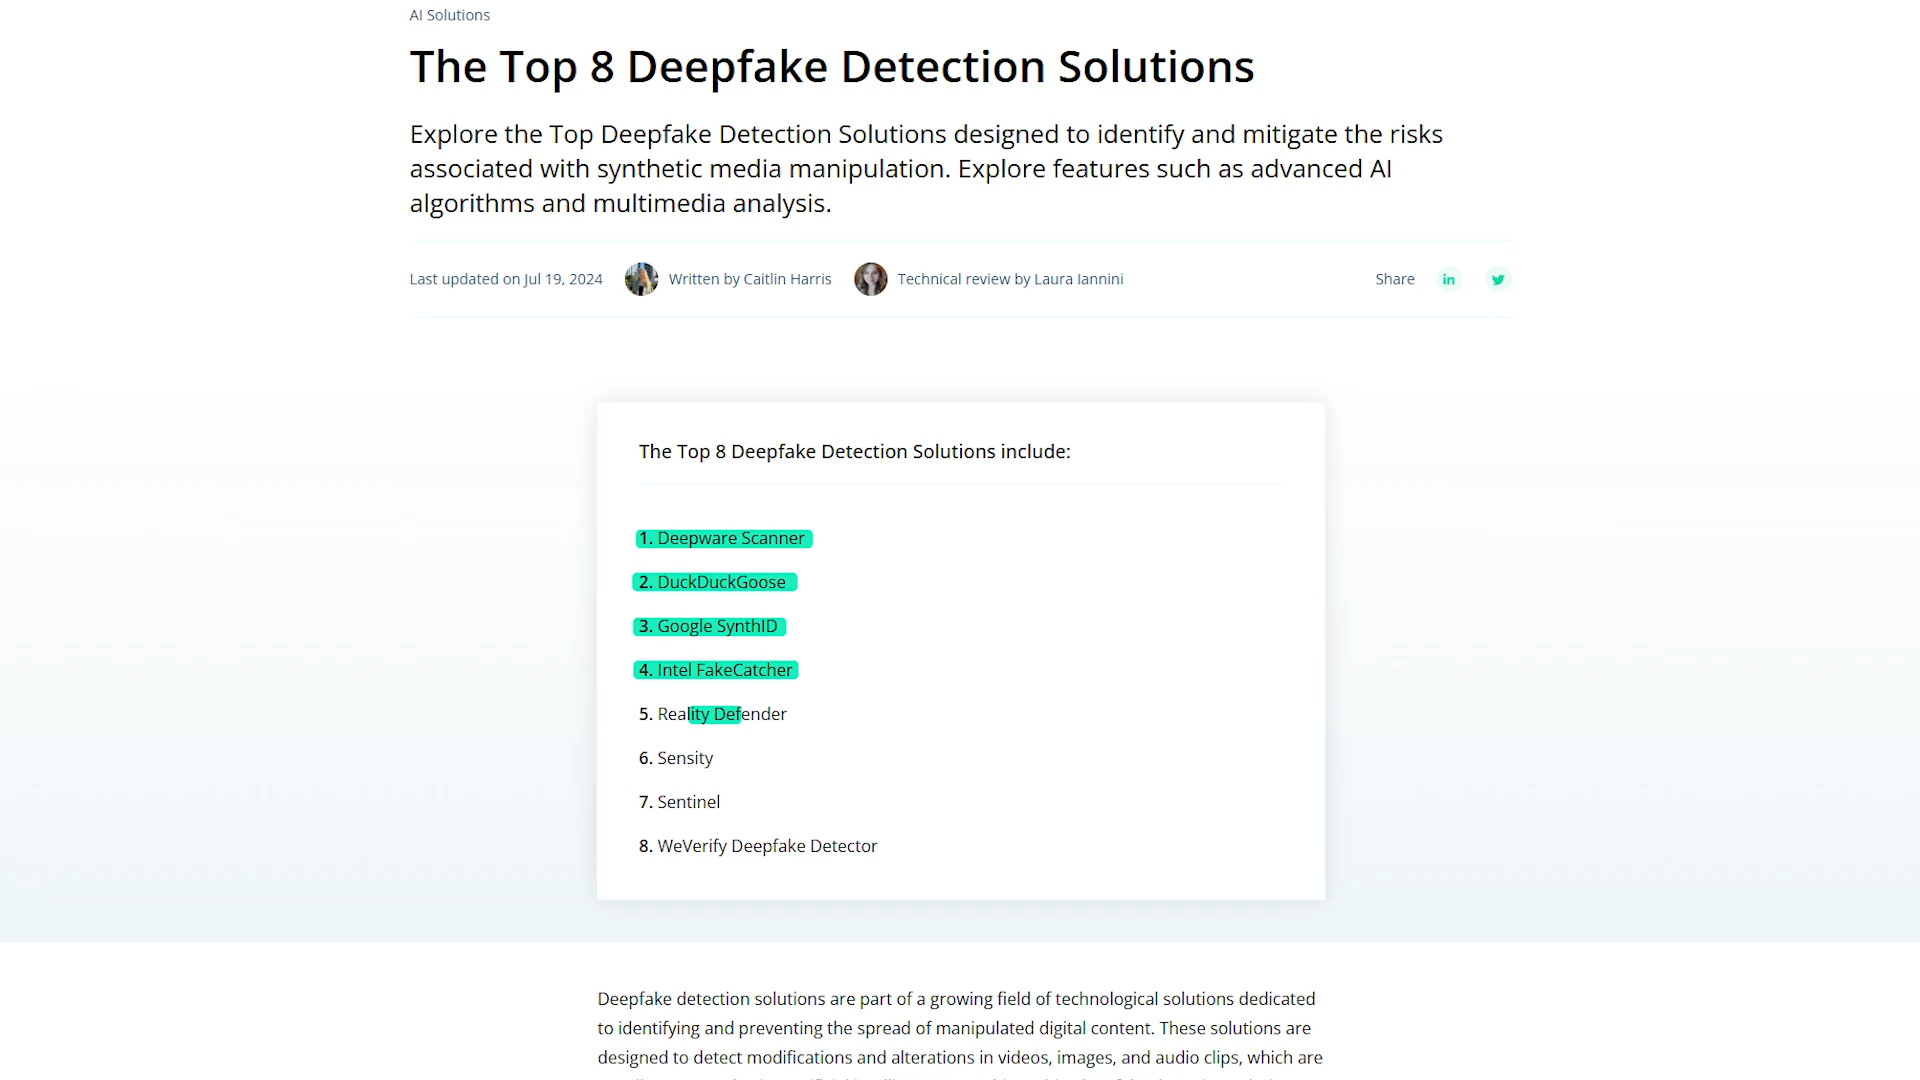 AI Solutions
The Top 8 Deepfake Detection Solutions
Explore the Top Deepfake Detection Solutions designed to identify and mitigate the risks
associated with synthetic media manipulation. Explore features such as advanced AI
algorithms and multimedia analysis.
Last updated on Jul 19, 2024 Written by Caitlin Harris Technical review by Laura Iannini Share in
The Top 8 Deepfake Detection Solutions include:
1. Deepware Scanner
2. DuckDuckGoose
3. Google SynthID
4. Intel FakeCatcher
5. Reality Defender
6. Sensity
7. Sentinel
8. WeVerify Deepfake Detector
Deepfake detection solutions are part of a growing field of technological solutions dedicated
to identifying and preventing the spread of manipulated digital content. These solutions are
designed to detect modifications and alterations in videos, images, and audio clips, which are